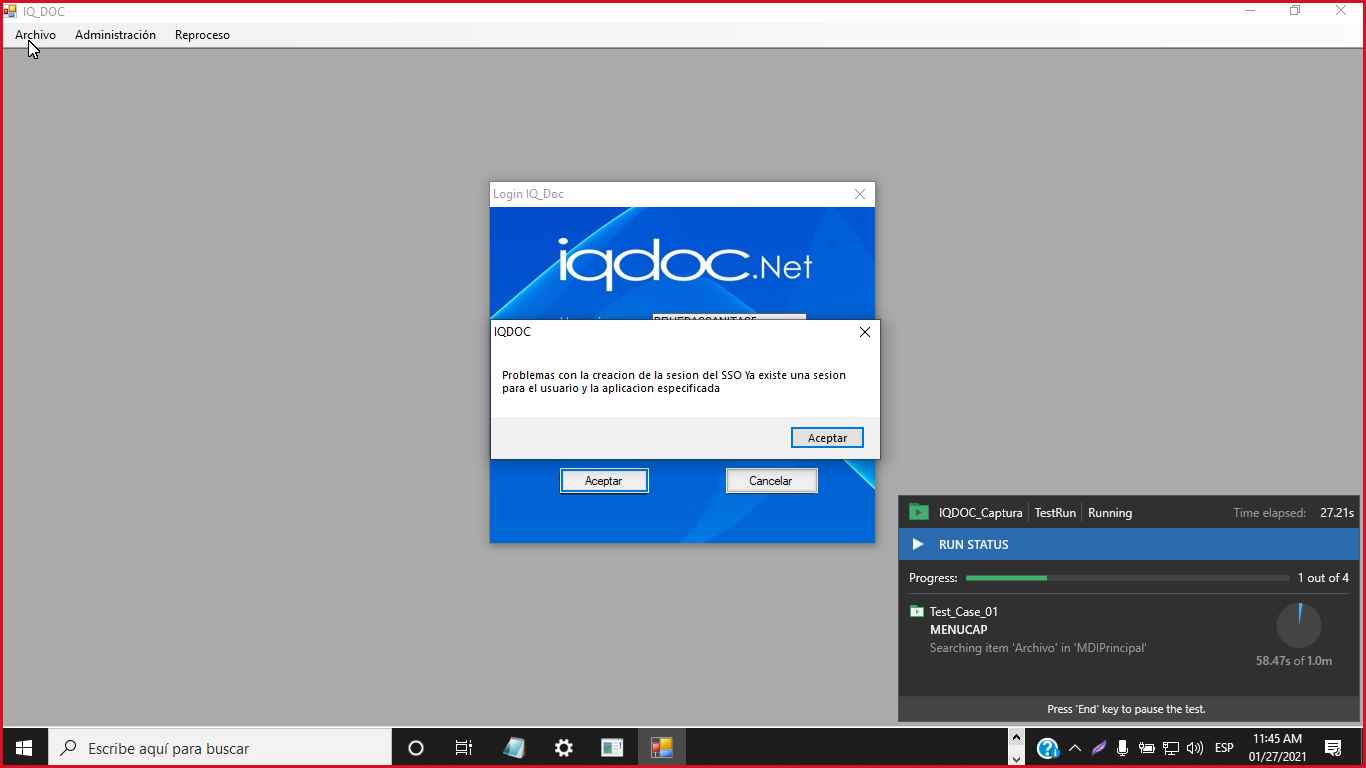 IQ_DOC
Archivo Administración Reproceso
Login IQ_Doc
iqdoc.Net
IQDOC
Problemas con la creacion de la sesion del SSO Ya existe una sesion
para el usuario y la aplicacion especificada
Aceptar
Aceptar Cancelar
IQDOC_Captura TestRun Running Time elapsed: 27.21s
RUN STATUS
Progress: 1 out of 4
Test_Case_01
MENUCAP
Searching item 'Archivo' in 'MDIPrincipal'
58.47s of 1.0m
Press 'End' key to pause the test.
Escribe aquí para buscar
ESP
11:45 AM
01/27/2021